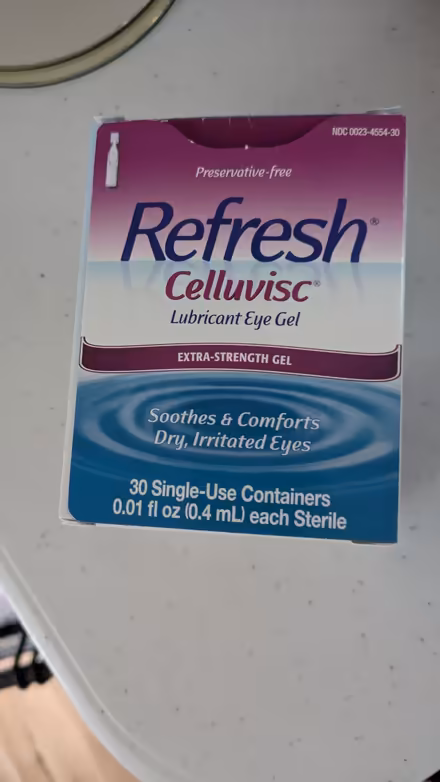 NDC 0023-4554-30
Preservative-free
Refresh®
Celluvisc®
Lubricant Eye Gel
EXTRA-STRENGTH GEL
Soothes & Comforts
Dry, Irritated Eyes
30 Single-Use Containers
0.01 fl oz (0.4 mL) each Sterile